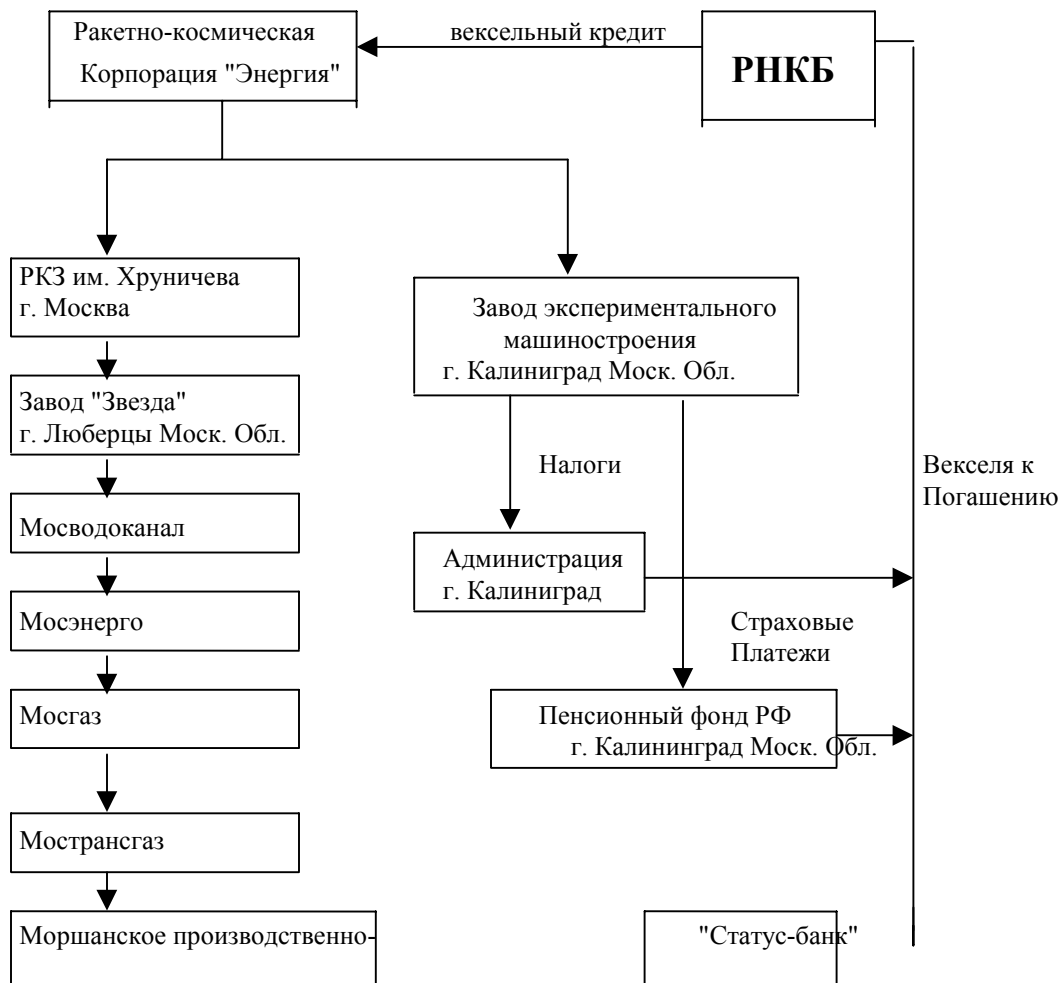 Ракетно-космическая
Корпорация "Энергия"
вексельный кредит
РНКБ
РКЗ им. Хруничева
г. Москва
Завод экспериментального
машиностроения
г. Калиниград Моск. Обл.
Завод "Звезда"
г. Люберцы Моск. Обл.
Налоги
Векселя к
Погашению
Мосводоканал
Администрация
г. Калиниград
Мосэнерго
Страховые
Платежи
Мосгаз
Пенсионный фонд РФ
г. Калининград Моск. Обл.
Мострансгаз
Моршанское производственно-
"Статус-банк"